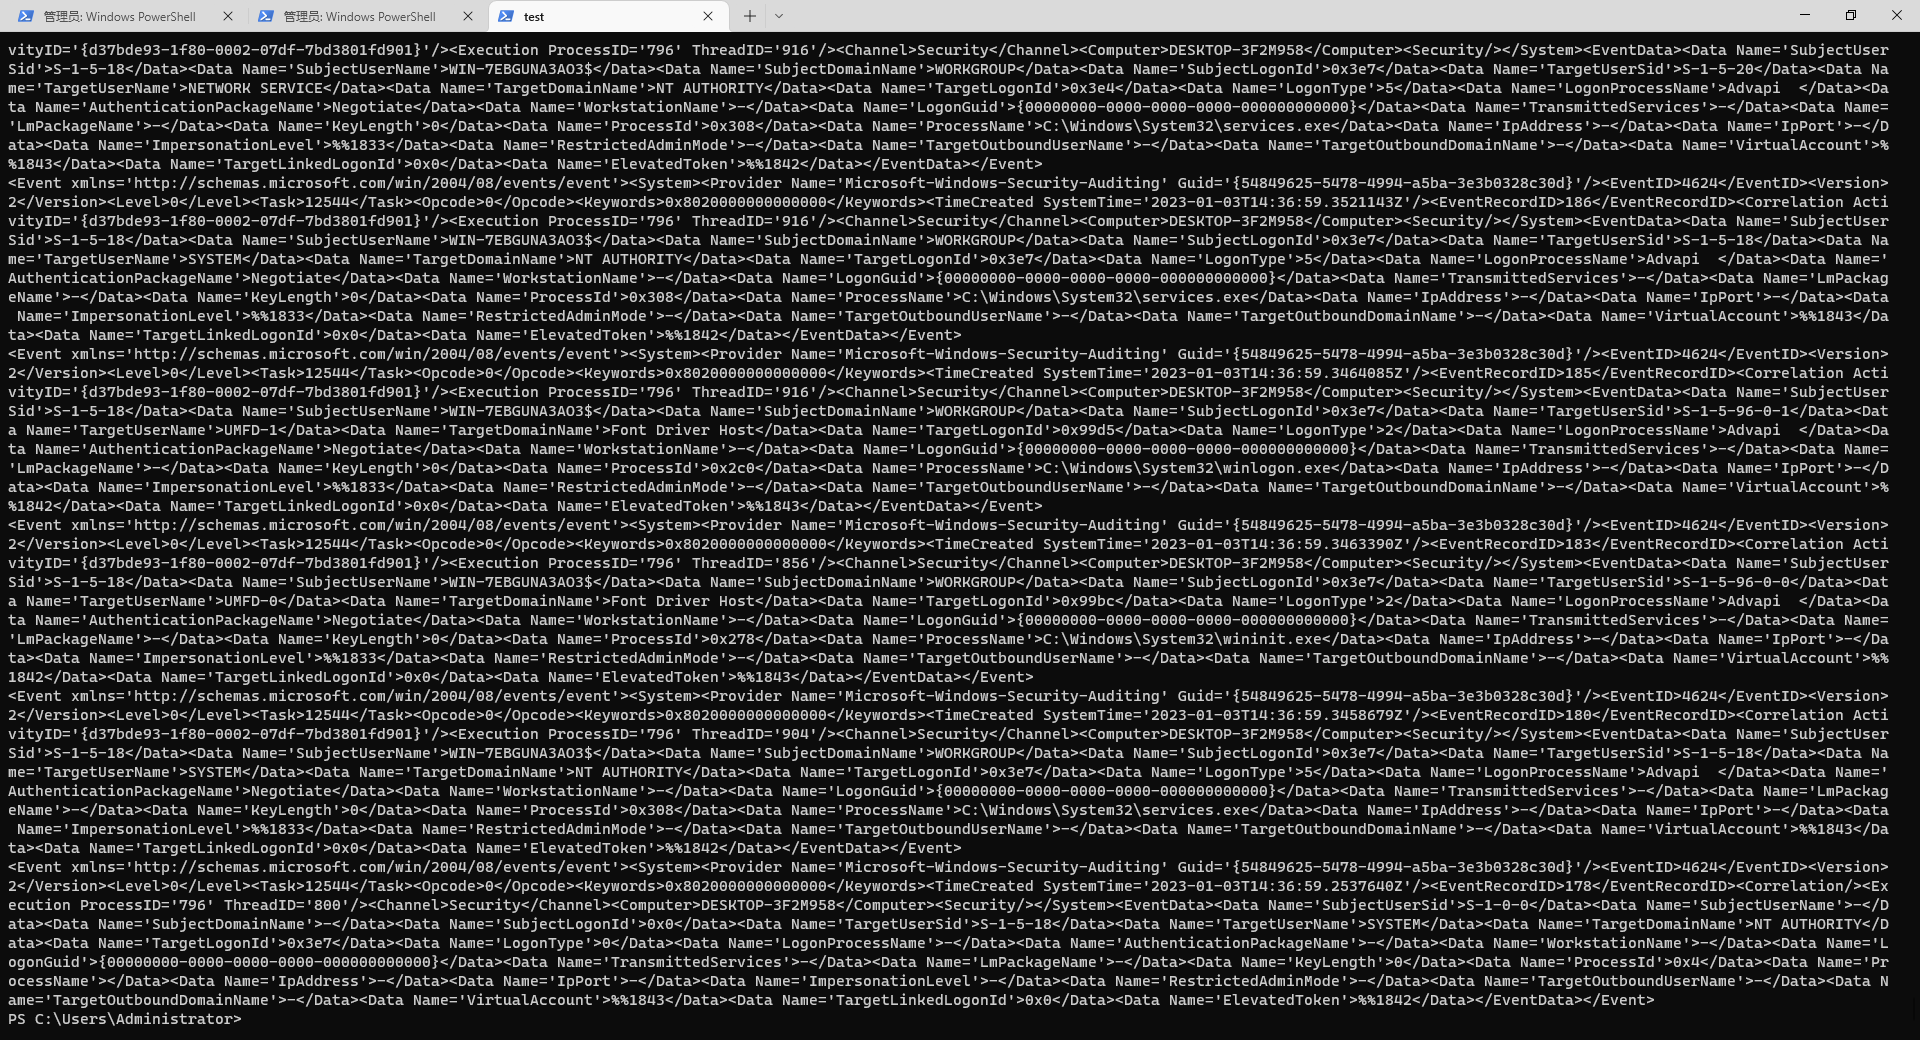 管理员: Windows PowerShell
管理员: Windows PowerShell
test
vityID='{d37bde93-1f80-0002-07df-7bd3801fd901}'/><Execution ProcessID='796' ThreadID='916'/><Channel>Security</Channel><Computer>DESKTOP-3F2M958</Computer><Security/></System><EventData><Data Name='SubjectUser
Sid'>S-1-5-18</Data><Data Name='SubjectUserName'>WIN-7EBGUNA3AO3$</Data><Data Name='SubjectDomainName'>WORKGROUP</Data><Data Name='SubjectLogonId'>0x3e7</Data><Data Name='TargetUserSid'>S-1-5-20</Data><Data Na
me='TargetUserName'>NETWORK SERVICE</Data><Data Name='TargetDomainName'>NT AUTHORITY</Data><Data Name='TargetLogonId'>0x3e4</Data><Data Name='LogonType'>5</Data><Data Name='LogonProcessName'>Advapi  </Data><Da
ta Name='AuthenticationPackageName'>Negotiate</Data><Data Name='WorkstationName'>-</Data><Data Name='LogonGuid'>{00000000-0000-0000-0000-000000000000}</Data><Data Name='TransmittedServices'>-</Data><Data Name=
'LmPackageName'>-</Data><Data Name='KeyLength'>0</Data><Data Name='ProcessId'>0x308</Data><Data Name='ProcessName'>C:\Windows\System32\services.exe</Data><Data Name='IpAddress'>-</Data><Data Name='IpPort'>-</D
ata><Data Name='ImpersonationLevel'>%%1833</Data><Data Name='RestrictedAdminMode'>-</Data><Data Name='TargetOutboundUserName'>-</Data><Data Name='TargetOutboundDomainName'>-</Data><Data Name='VirtualAccount'>%
%1843</Data><Data Name='TargetLinkedLogonId'>0x0</Data><Data Name='ElevatedToken'>%%1842</Data></EventData></Event>
<Event xmlns='http://schemas.microsoft.com/win/2004/08/events/event'><System><Provider Name='Microsoft-Windows-Security-Auditing' Guid='{54849625-5478-4994-a5ba-3e3b0328c30d}'/><EventID>4624</EventID><Version>
2</Version><Level>0</Level><Task>12544</Task><Opcode>0</Opcode><Keywords>0x8020000000000000</Keywords><TimeCreated SystemTime='2023-01-03T14:36:59.3521143Z'/><EventRecordID>186</EventRecordID><Correlation Acti
vityID='{d37bde93-1f80-0002-07df-7bd3801fd901}'/><Execution ProcessID='796' ThreadID='916'/><Channel>Security</Channel><Computer>DESKTOP-3F2M958</Computer><Security/></System><EventData><Data Name='SubjectUser
Sid'>S-1-5-18</Data><Data Name='SubjectUserName'>WIN-7EBGUNA3AO3$</Data><Data Name='SubjectDomainName'>WORKGROUP</Data><Data Name='SubjectLogonId'>0x3e7</Data><Data Name='TargetUserSid'>S-1-5-18</Data><Data Na
me='TargetUserName'>SYSTEM</Data><Data Name='TargetDomainName'>NT AUTHORITY</Data><Data Name='TargetLogonId'>0x3e7</Data><Data Name='LogonType'>5</Data><Data Name='LogonProcessName'>Advapi  </Data><Data Name='
AuthenticationPackageName'>Negotiate</Data><Data Name='WorkstationName'>-</Data><Data Name='LogonGuid'>{00000000-0000-0000-0000-000000000000}</Data><Data Name='TransmittedServices'>-</Data><Data Name='LmPackag
eName'>-</Data><Data Name='KeyLength'>0</Data><Data Name='ProcessId'>0x308</Data><Data Name='ProcessName'>C:\Windows\System32\services.exe</Data><Data Name='IpAddress'>-</Data><Data Name='IpPort'>-</Data><Data
 Name='ImpersonationLevel'>%%1833</Data><Data Name='RestrictedAdminMode'>-</Data><Data Name='TargetOutboundUserName'>-</Data><Data Name='TargetOutboundDomainName'>-</Data><Data Name='VirtualAccount'>%%1843</Da
ta><Data Name='TargetLinkedLogonId'>0x0</Data><Data Name='ElevatedToken'>%%1842</Data></EventData></Event>
<Event xmlns='http://schemas.microsoft.com/win/2004/08/events/event'><System><Provider Name='Microsoft-Windows-Security-Auditing' Guid='{54849625-5478-4994-a5ba-3e3b0328c30d}'/><EventID>4624</EventID><Version>
2</Version><Level>0</Level><Task>12544</Task><Opcode>0</Opcode><Keywords>0x8020000000000000</Keywords><TimeCreated SystemTime='2023-01-03T14:36:59.3464085Z'/><EventRecordID>185</EventRecordID><Correlation Acti
vityID='{d37bde93-1f80-0002-07df-7bd3801fd901}'/><Execution ProcessID='796' ThreadID='916'/><Channel>Security</Channel><Computer>DESKTOP-3F2M958</Computer><Security/></System><EventData><Data Name='SubjectUser
Sid'>S-1-5-18</Data><Data Name='SubjectUserName'>WIN-7EBGUNA3AO3$</Data><Data Name='SubjectDomainName'>WORKGROUP</Data><Data Name='SubjectLogonId'>0x3e7</Data><Data Name='TargetUserSid'>S-1-5-96-0-1</Data><Dat
a Name='TargetUserName'>UMFD-1</Data><Data Name='TargetDomainName'>Font Driver Host</Data><Data Name='TargetLogonId'>0x99d5</Data><Data Name='LogonType'>2</Data><Data Name='LogonProcessName'>Advapi  </Data><Da
ta Name='AuthenticationPackageName'>Negotiate</Data><Data Name='WorkstationName'>-</Data><Data Name='LogonGuid'>{00000000-0000-0000-0000-000000000000}</Data><Data Name='TransmittedServices'>-</Data><Data Name=
'LmPackageName'>-</Data><Data Name='KeyLength'>0</Data><Data Name='ProcessId'>0x2c0</Data><Data Name='ProcessName'>C:\Windows\System32\winlogon.exe</Data><Data Name='IpAddress'>-</Data><Data Name='IpPort'>-</D
ata><Data Name='ImpersonationLevel'>%%1833</Data><Data Name='RestrictedAdminMode'>-</Data><Data Name='TargetOutboundUserName'>-</Data><Data Name='TargetOutboundDomainName'>-</Data><Data Name='VirtualAccount'>%
%1842</Data><Data Name='TargetLinkedLogonId'>0x0</Data><Data Name='ElevatedToken'>%%1843</Data></EventData></Event>
<Event xmlns='http://schemas.microsoft.com/win/2004/08/events/event'><System><Provider Name='Microsoft-Windows-Security-Auditing' Guid='{54849625-5478-4994-a5ba-3e3b0328c30d}'/><EventID>4624</EventID><Version>
2</Version><Level>0</Level><Task>12544</Task><Opcode>0</Opcode><Keywords>0x8020000000000000</Keywords><TimeCreated SystemTime='2023-01-03T14:36:59.3463390Z'/><EventRecordID>183</EventRecordID><Correlation Acti
vityID='{d37bde93-1f80-0002-07df-7bd3801fd901}'/><Execution ProcessID='796' ThreadID='856'/><Channel>Security</Channel><Computer>DESKTOP-3F2M958</Computer><Security/></System><EventData><Data Name='SubjectUser
Sid'>S-1-5-18</Data><Data Name='SubjectUserName'>WIN-7EBGUNA3AO3$</Data><Data Name='SubjectDomainName'>WORKGROUP</Data><Data Name='SubjectLogonId'>0x3e7</Data><Data Name='TargetUserSid'>S-1-5-96-0-0</Data><Dat
a Name='TargetUserName'>UMFD-0</Data><Data Name='TargetDomainName'>Font Driver Host</Data><Data Name='TargetLogonId'>0x99bc</Data><Data Name='LogonType'>2</Data><Data Name='LogonProcessName'>Advapi  </Data><Da
ta Name='AuthenticationPackageName'>Negotiate</Data><Data Name='WorkstationName'>-</Data><Data Name='LogonGuid'>{00000000-0000-0000-0000-000000000000}</Data><Data Name='TransmittedServices'>-</Data><Data Name=
'LmPackageName'>-</Data><Data Name='KeyLength'>0</Data><Data Name='ProcessId'>0x278</Data><Data Name='ProcessName'>C:\Windows\System32\wininit.exe</Data><Data Name='IpAddress'>-</Data><Data Name='IpPort'>-</Da
ta><Data Name='ImpersonationLevel'>%%1833</Data><Data Name='RestrictedAdminMode'>-</Data><Data Name='TargetOutboundUserName'>-</Data><Data Name='TargetOutboundDomainName'>-</Data><Data Name='VirtualAccount'>%%
1842</Data><Data Name='TargetLinkedLogonId'>0x0</Data><Data Name='ElevatedToken'>%%1843</Data></EventData></Event>
<Event xmlns='http://schemas.microsoft.com/win/2004/08/events/event'><System><Provider Name='Microsoft-Windows-Security-Auditing' Guid='{54849625-5478-4994-a5ba-3e3b0328c30d}'/><EventID>4624</EventID><Version>
2</Version><Level>0</Level><Task>12544</Task><Opcode>0</Opcode><Keywords>0x8020000000000000</Keywords><TimeCreated SystemTime='2023-01-03T14:36:59.3458679Z'/><EventRecordID>180</EventRecordID><Correlation Acti
vityID='{d37bde93-1f80-0002-07df-7bd3801fd901}'/><Execution ProcessID='796' ThreadID='904'/><Channel>Security</Channel><Computer>DESKTOP-3F2M958</Computer><Security/></System><EventData><Data Name='SubjectUser
Sid'>S-1-5-18</Data><Data Name='SubjectUserName'>WIN-7EBGUNA3AO3$</Data><Data Name='SubjectDomainName'>WORKGROUP</Data><Data Name='SubjectLogonId'>0x3e7</Data><Data Name='TargetUserSid'>S-1-5-18</Data><Data Na
me='TargetUserName'>SYSTEM</Data><Data Name='TargetDomainName'>NT AUTHORITY</Data><Data Name='TargetLogonId'>0x3e7</Data><Data Name='LogonType'>5</Data><Data Name='LogonProcessName'>Advapi  </Data><Data Name='
AuthenticationPackageName'>Negotiate</Data><Data Name='WorkstationName'>-</Data><Data Name='LogonGuid'>{00000000-0000-0000-0000-000000000000}</Data><Data Name='TransmittedServices'>-</Data><Data Name='LmPackag
eName'>-</Data><Data Name='KeyLength'>0</Data><Data Name='ProcessId'>0x308</Data><Data Name='ProcessName'>C:\Windows\System32\services.exe</Data><Data Name='IpAddress'>-</Data><Data Name='IpPort'>-</Data><Data
 Name='ImpersonationLevel'>%%1833</Data><Data Name='RestrictedAdminMode'>-</Data><Data Name='TargetOutboundUserName'>-</Data><Data Name='TargetOutboundDomainName'>-</Data><Data Name='VirtualAccount'>%%1843</Da
ta><Data Name='TargetLinkedLogonId'>0x0</Data><Data Name='ElevatedToken'>%%1842</Data></EventData></Event>
<Event xmlns='http://schemas.microsoft.com/win/2004/08/events/event'><System><Provider Name='Microsoft-Windows-Security-Auditing' Guid='{54849625-5478-4994-a5ba-3e3b0328c30d}'/><EventID>4624</EventID><Version>
2</Version><Level>0</Level><Task>12544</Task><Opcode>0</Opcode><Keywords>0x8020000000000000</Keywords><TimeCreated SystemTime='2023-01-03T14:36:59.2537640Z'/><EventRecordID>178</EventRecordID><Correlation/><Ex
ecution ProcessID='796' ThreadID='800'/><Channel>Security</Channel><Computer>DESKTOP-3F2M958</Computer><Security/></System><EventData><Data Name='SubjectUserSid'>S-1-0-0</Data><Data Name='SubjectUserName'>-</D
ata><Data Name='SubjectDomainName'>-</Data><Data Name='SubjectLogonId'>0x0</Data><Data Name='TargetUserSid'>S-1-5-18</Data><Data Name='TargetUserName'>SYSTEM</Data><Data Name='TargetDomainName'>NT AUTHORITY</D
ata><Data Name='TargetLogonId'>0x3e7</Data><Data Name='LogonType'>0</Data><Data Name='LogonProcessName'>-</Data><Data Name='AuthenticationPackageName'>-</Data><Data Name='WorkstationName'>-</Data><Data Name='L
ogonGuid'>{00000000-0000-0000-0000-000000000000}</Data><Data Name='TransmittedServices'>-</Data><Data Name='LmPackageName'>-</Data><Data Name='KeyLength'>0</Data><Data Name='ProcessId'>0x4</Data><Data Name='Pr
ocessName'></Data><Data Name='IpAddress'>-</Data><Data Name='IpPort'>-</Data><Data Name='ImpersonationLevel'>-</Data><Data Name='RestrictedAdminMode'>-</Data><Data Name='TargetOutboundUserName'>-</Data><Data N
ame='TargetOutboundDomainName'>-</Data><Data Name='VirtualAccount'>%%1843</Data><Data Name='TargetLinkedLogonId'>0x0</Data><Data Name='ElevatedToken'>%%1842</Data></EventData></Event>
PS C:\Users\Administrator>